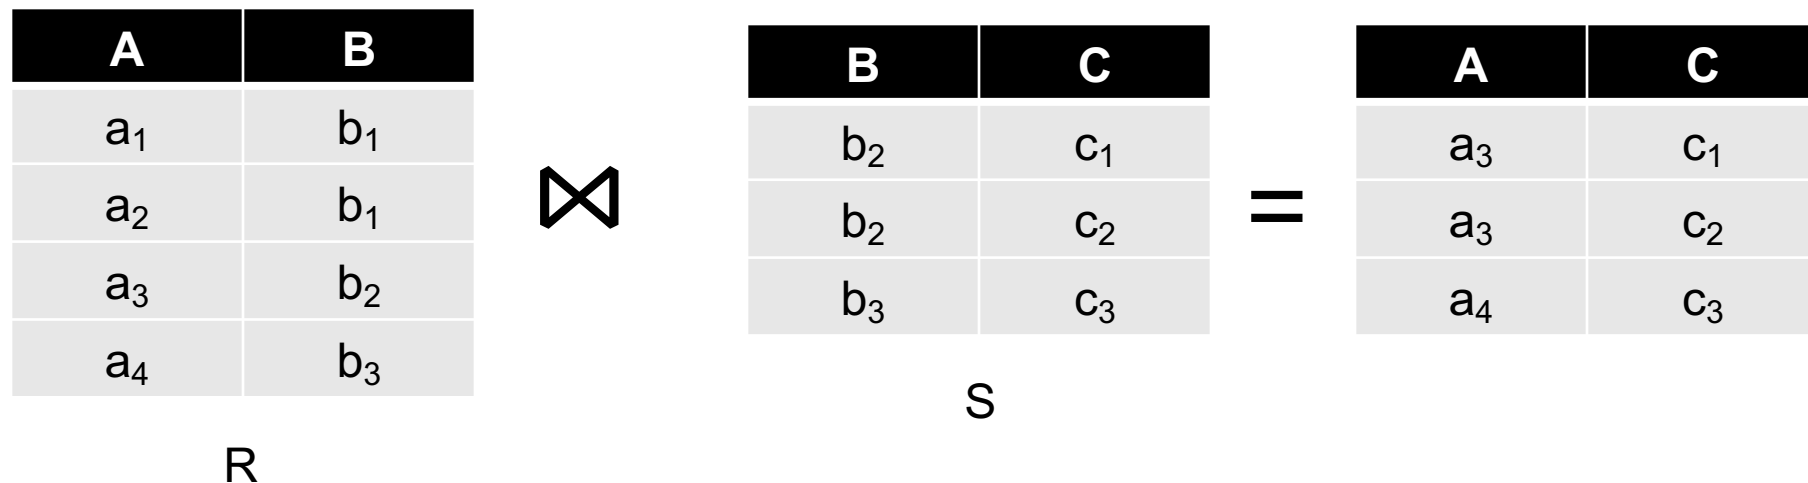 A B
a₁ b₁
a₂ b₁
a₃ b₂
a₄ b₃
R
⋈
B C
b₂ c₁
b₂ c₂
b₃ c₃
S
=
A C
a₃ c₁
a₃ c₂
a₄ c₃